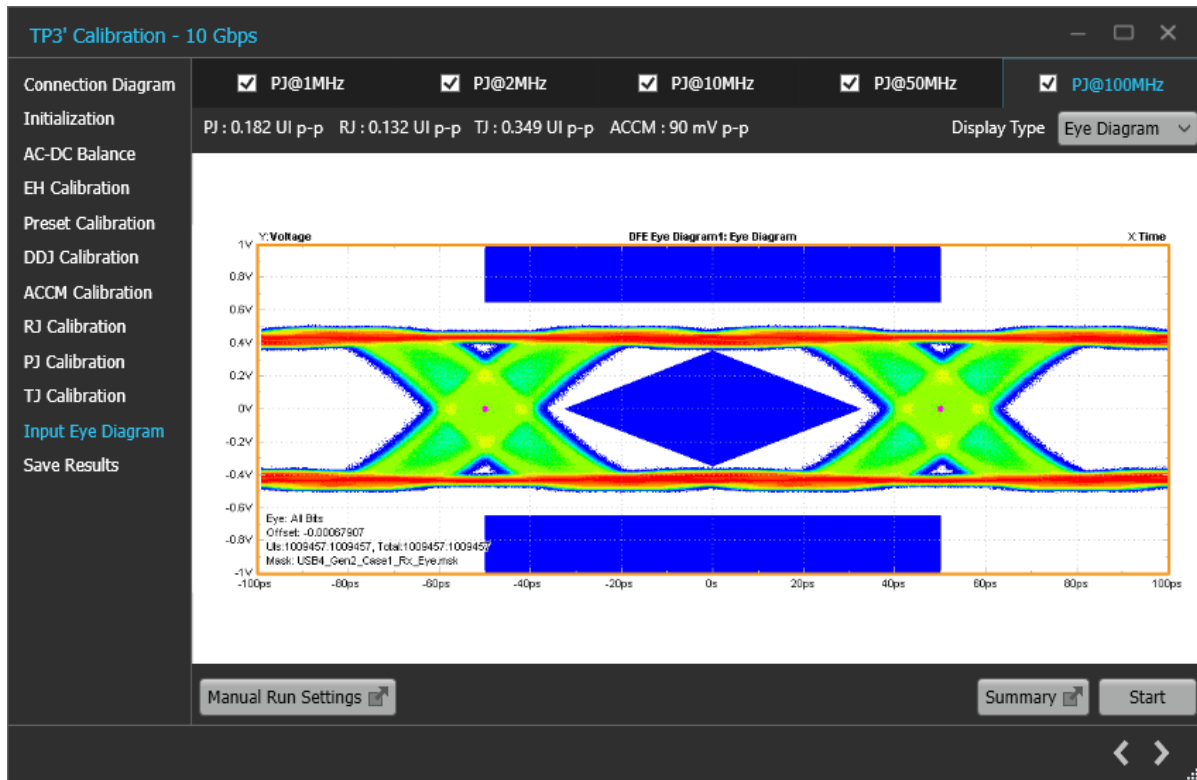 TP3' Calibration - 10 Gbps
Connection Diagram
Initialization
AC-DC Balance
EH Calibration
Preset Calibration
DDJ Calibration
ACCM Calibration
RJ Calibration
PJ Calibration
TJ Calibration
Input Eye Diagram
Save Results
PJ@1MHz PJ@2MHz PJ@10MHz PJ@50MHz PJ@100MHz
PJ : 0.182 UI p-p RJ : 0.132 UI p-p TJ : 0.349 UI p-p ACCM : 90 mV p-p Display Type Eye Diagram
Y:Voltage DFE Eye Diagram1: Eye Diagram X:Time
1V
0.8V
0.6V
0.4V
0.2V
0V
-0.2V
-0.4V
-0.6V
-0.8V
-1V
Eye: All Bits
Offset: -0.00067907
UIs:1009457:1009457, Total:1009457:1009457
Mask: USB4_Gen2_Case1_Rx_Eye.msk
-100ps -80ps -60ps -40ps -20ps 0s 20ps 40ps 60ps 80ps 100ps
Manual Run Settings Summary Start